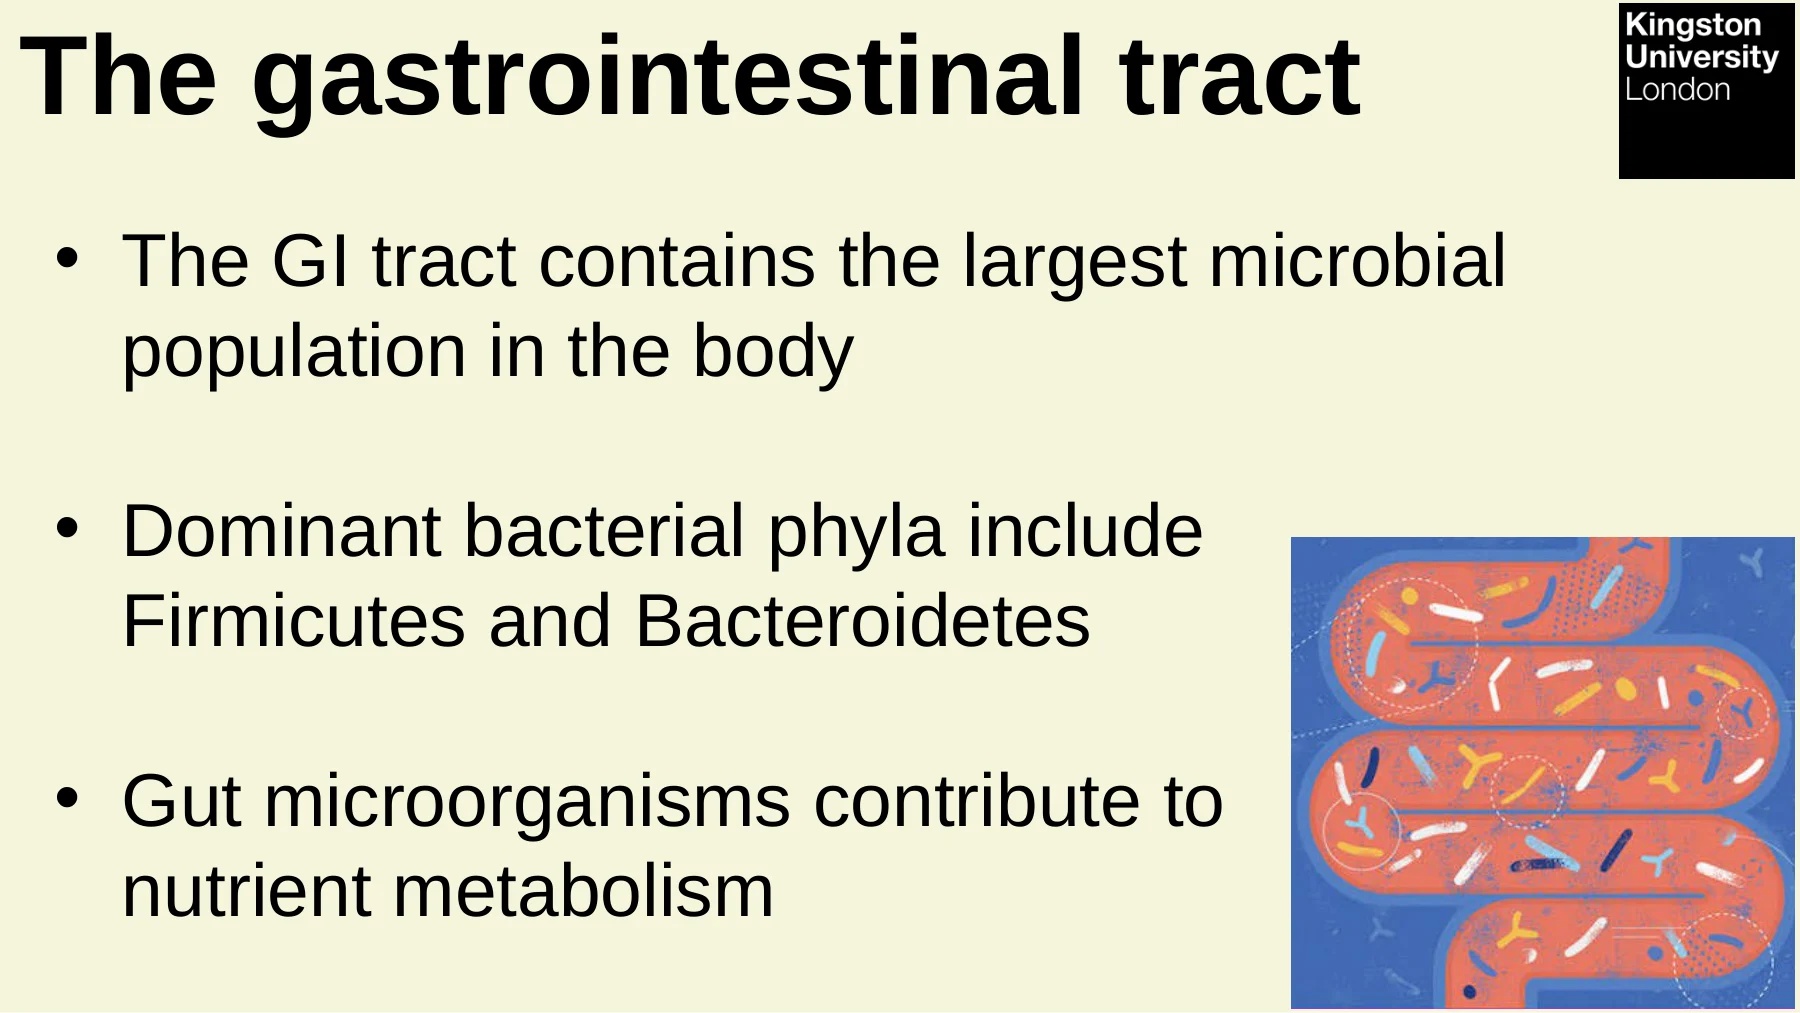 The gastrointestinal tract
Kingston
University
London
• The GI tract contains the largest microbial
population in the body
• Dominant bacterial phyla include
Firmicutes and Bacteroidetes
• Gut microorganisms contribute to
nutrient metabolism